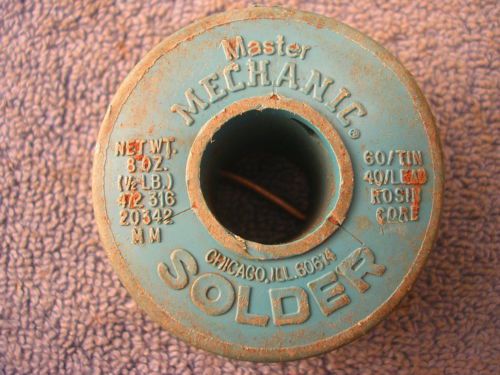 Master
MECHANIC®
NET WT.
8 OZ.
(½ LB.)
472 316
20342
MM
60/TIN
40/LEAD
ROSIN
CORE
CHICAGO, ILL. 60614
SOLDER